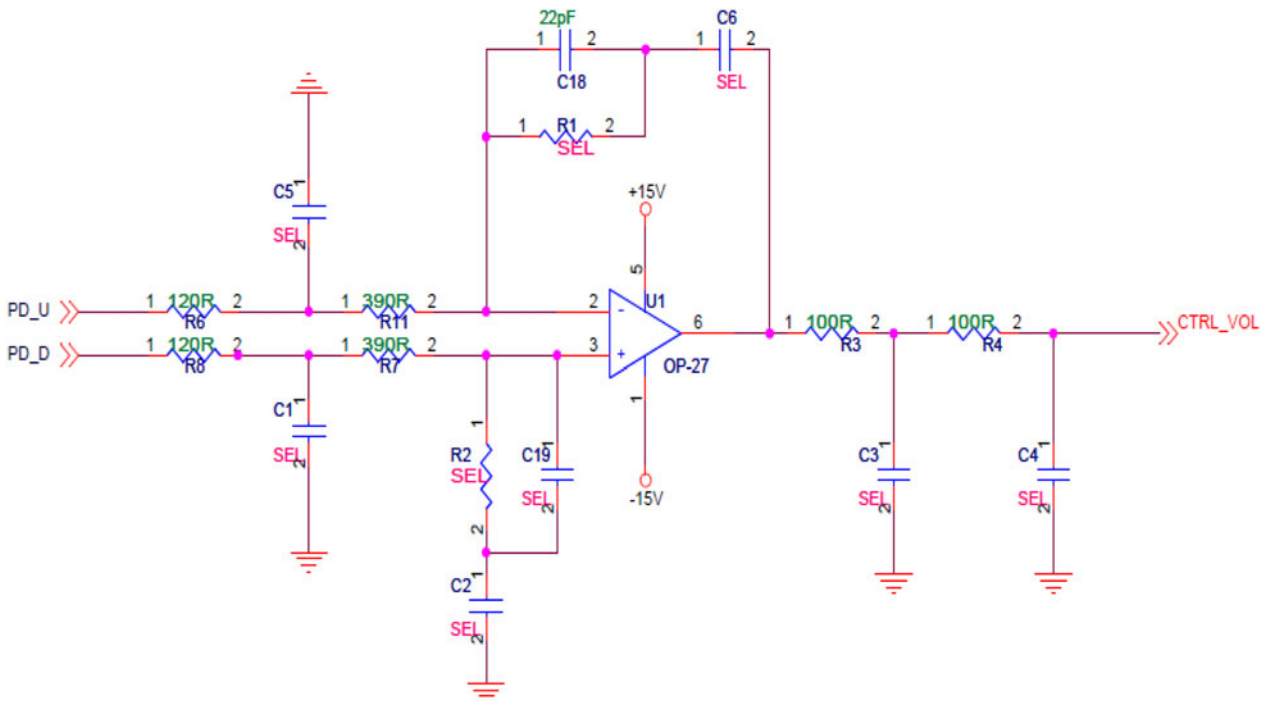 22pF
C6
1 2
1 2
C18
SEL
1 R1 2
SEL
+15V
C5
1
SEL
2
5
PD_U
1 120R 2
1 390R 2
2
-
U1
R6
R11
6
1 100R 2
1 100R 2
CTRL_VOL
PD_D
1 120R 2
1 390R 2
3
+
OP-27
R3
R4
R8
R7
1
C1
1
SEL
2
1
R2
SEL
2
C19
1
SEL
2
-15V
C3
1
SEL
2
C4
1
SEL
2
C2
1
SEL
2